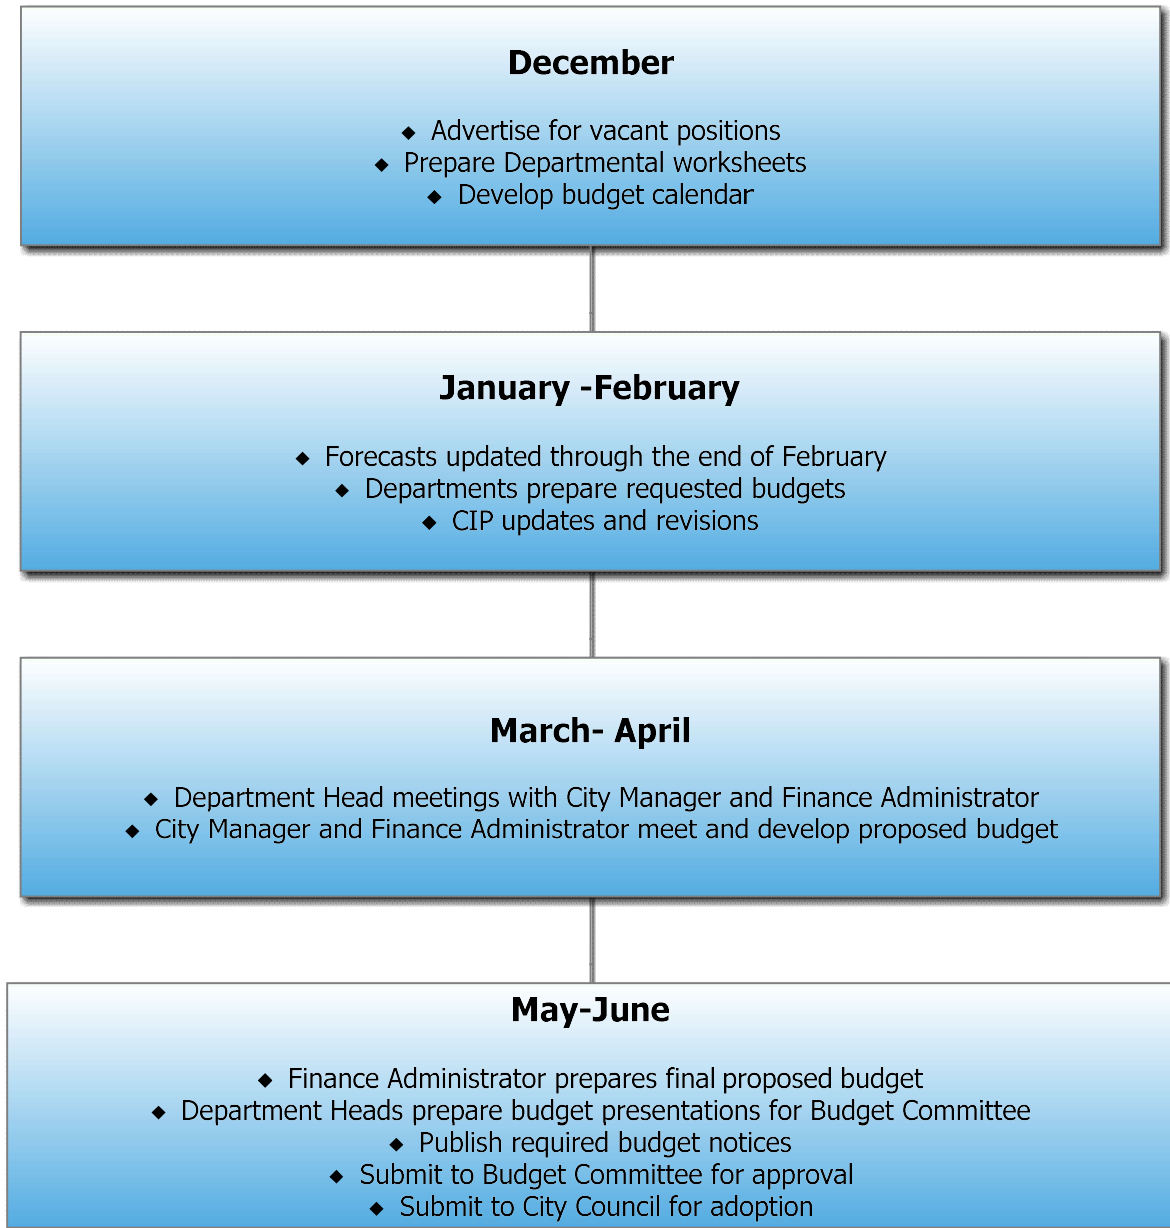 December
◆ Advertise for vacant positions
◆ Prepare Departmental worksheets
◆ Develop budget calendar
January -February
◆ Forecasts updated through the end of February
◆ Departments prepare requested budgets
◆ CIP updates and revisions
March- April
◆ Department Head meetings with City Manager and Finance Administrator
◆ City Manager and Finance Administrator meet and develop proposed budget
May-June
◆ Finance Administrator prepares final proposed budget
◆ Department Heads prepare budget presentations for Budget Committee
◆ Publish required budget notices
◆ Submit to Budget Committee for approval
◆ Submit to City Council for adoption